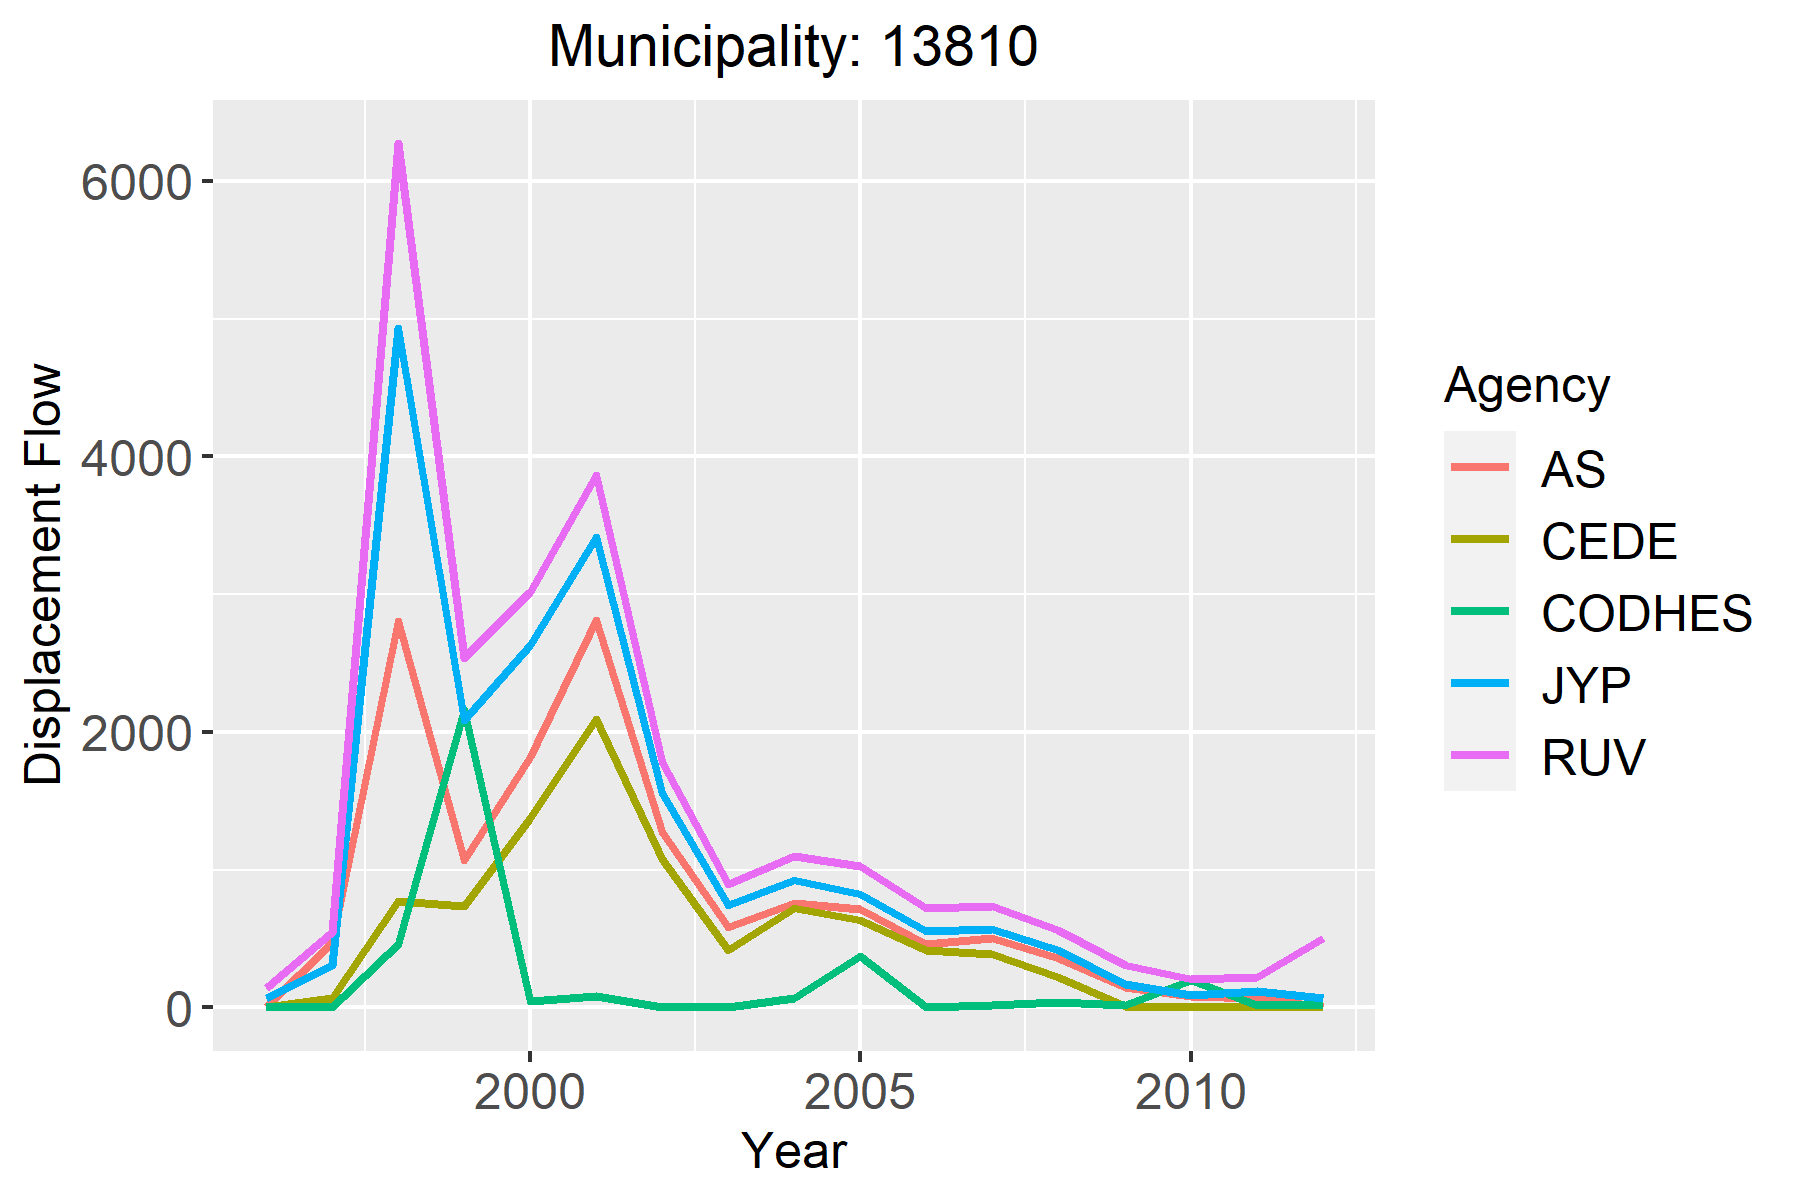 Municipality: 13810
6000
4000
2000
0
Displacement Flow
2000 2005 2010
Year
Agency
AS
CEDE
CODHES
JYP
RUV